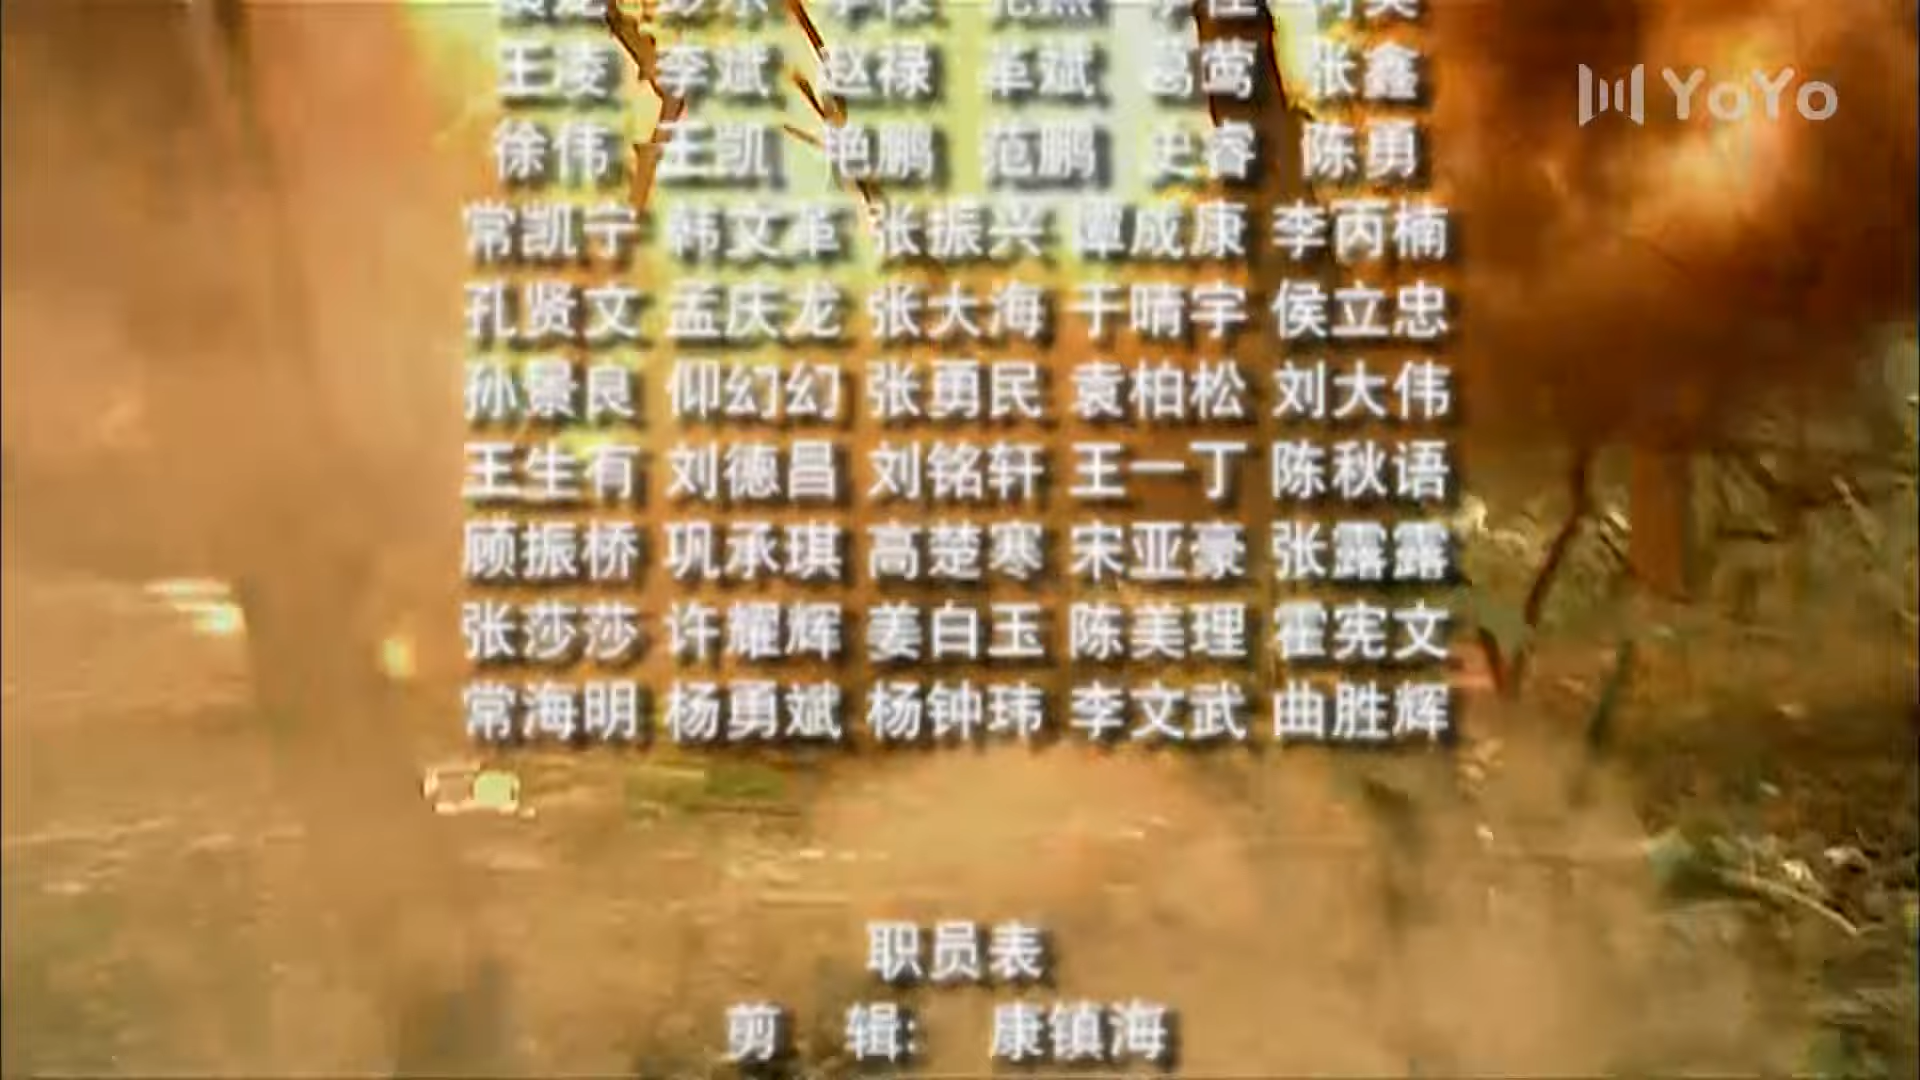 王凌 李斌 赵禄 牟斌 葛莺 张鑫
YoYo
徐伟 王凯 艳鹏 范鹏 史睿 陈勇
常凯宁 韩文革 张振兴 谭成康 李丙楠
孔贤文 孟庆龙 张大海 于晴宇 侯立忠
孙景良 仰幻幻 张勇民 袁柏松 刘大伟
王生有 刘德昌 刘铭轩 王一丁 陈秋语
顾振桥 巩承琪 高楚寒 宋亚豪 张露露
张莎莎 许耀辉 姜白玉 陈美理 霍宪文
常海明 杨勇斌 杨钟玮 李文武 曲胜辉
职员表
剪 辑: 康镇海